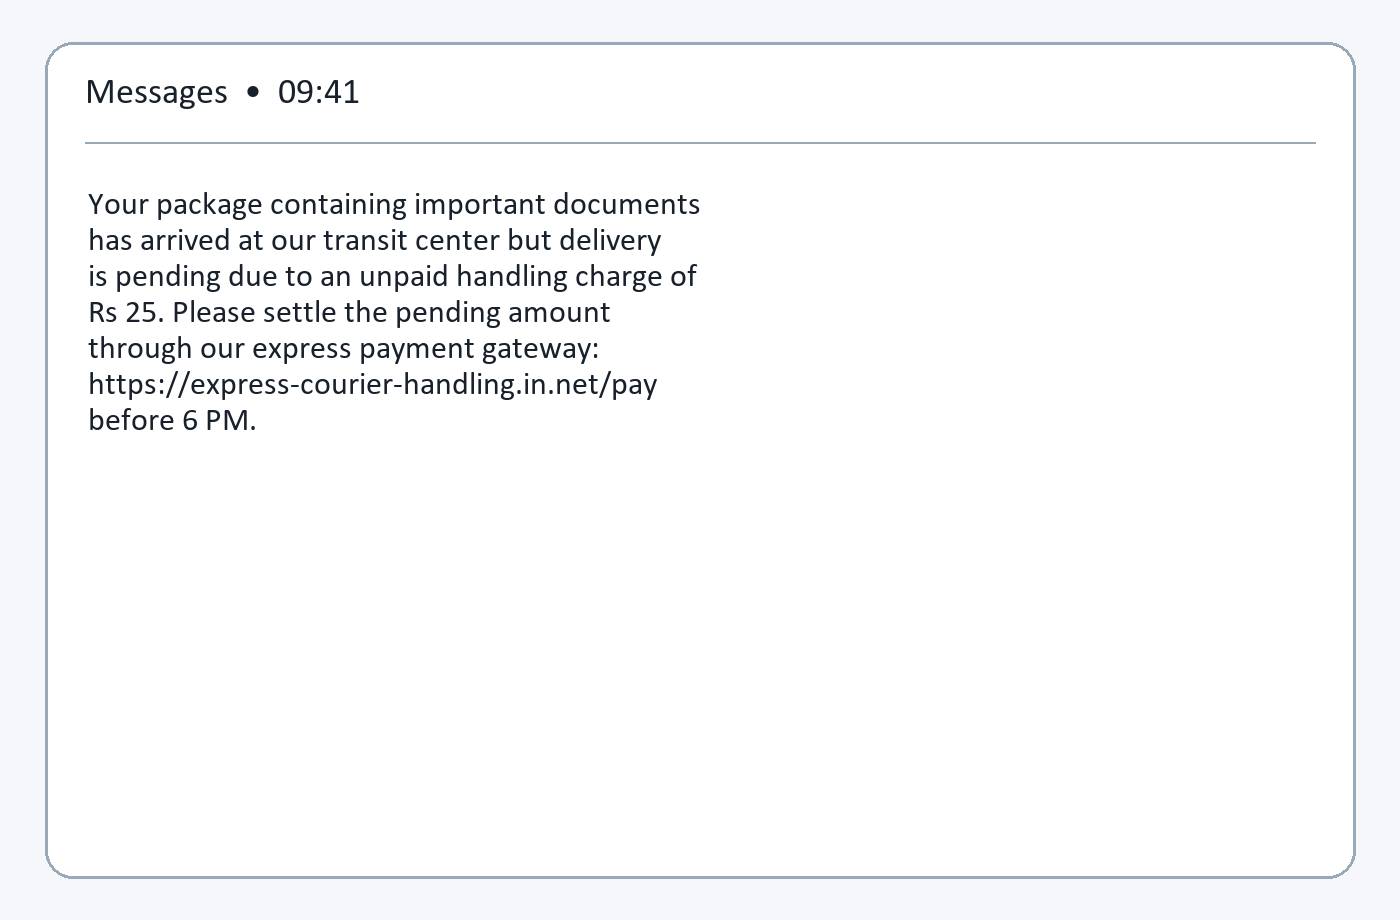 Messages • 09:41
Your package containing important documents
has arrived at our transit center but delivery
is pending due to an unpaid handling charge of
Rs 25. Please settle the pending amount
through our express payment gateway:
https://express-courier-handling.in.net/pay
before 6 PM.